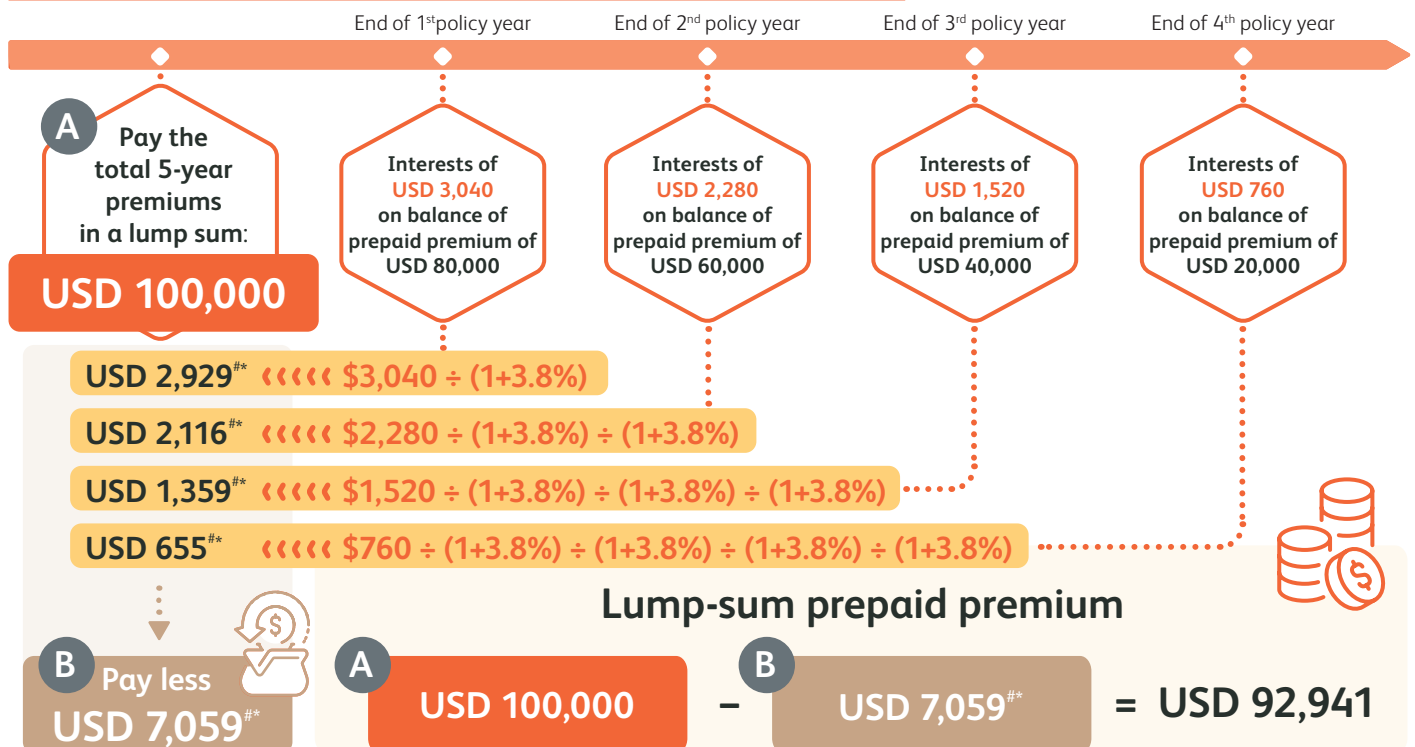 End of 1st policy year
End of 2nd policy year
End of 3rd policy year
End of 4th policy year
A
Pay the
total 5-year
premiums
in a lump sum:
USD 100,000
Interests of
USD 3,040
on balance of
prepaid premium of
USD 80,000
Interests of
USD 2,280
on balance of
prepaid premium of
USD 60,000
Interests of
USD 1,520
on balance of
prepaid premium of
USD 40,000
Interests of
USD 760
on balance of
prepaid premium of
USD 20,000
USD 2,929#* $3,040 ÷ (1+3.8%)
USD 2,116#* $2,280 ÷ (1+3.8%) ÷ (1+3.8%)
USD 1,359#* $1,520 ÷ (1+3.8%) ÷ (1+3.8%) ÷ (1+3.8%)
USD 655#* $760 ÷ (1+3.8%) ÷ (1+3.8%) ÷ (1+3.8%) ÷ (1+3.8%)
B
Pay less
USD 7,059#*
Lump-sum prepaid premium
A
USD 100,000
–
B
USD 7,059#*
= USD 92,941